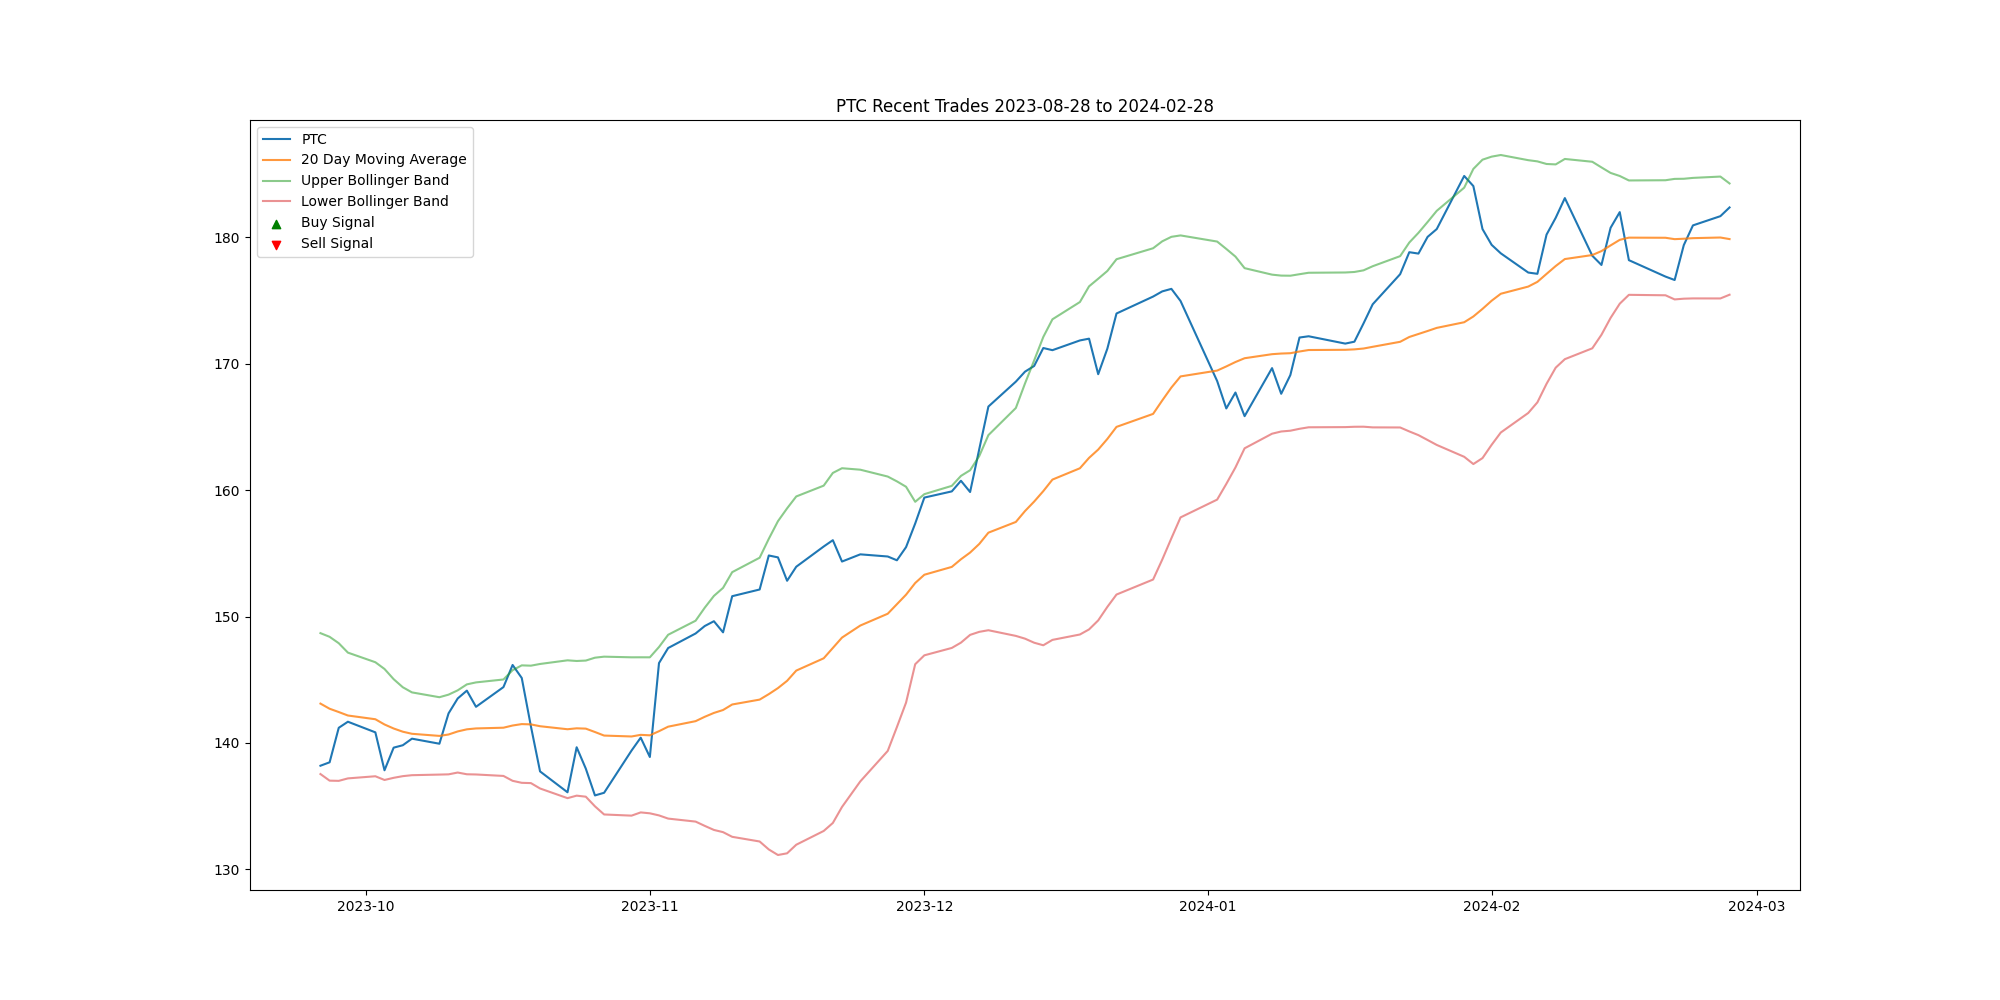 PTC Recent Trades 2023-08-28 to 2024-02-28
PTC
20 Day Moving Average
Upper Bollinger Band
Lower Bollinger Band
Buy Signal
Sell Signal
180
170
160
150
140
130
2023-10
2023-11
2023-12
2024-01
2024-02
2024-03